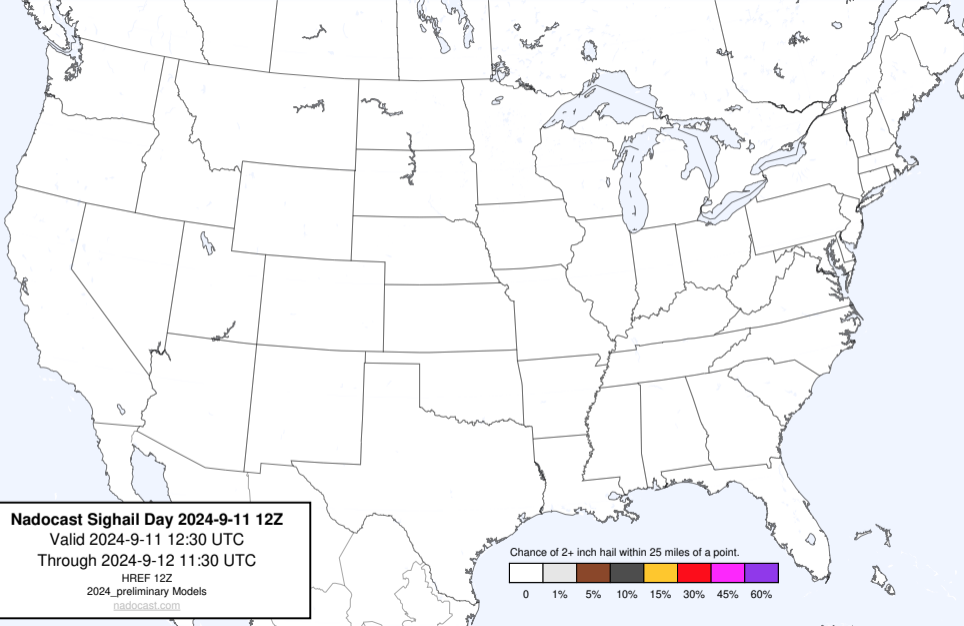 Nadocast Sighail Day 2024-9-11 12Z
Valid 2024-9-11 12:30 UTC
Through 2024-9-12 11:30 UTC
HREF 12Z
2024_preliminary Models
nadocast.com
Chance of 2+ inch hail within 25 miles of a point.
0 1% 5% 10% 15% 30% 45% 60%